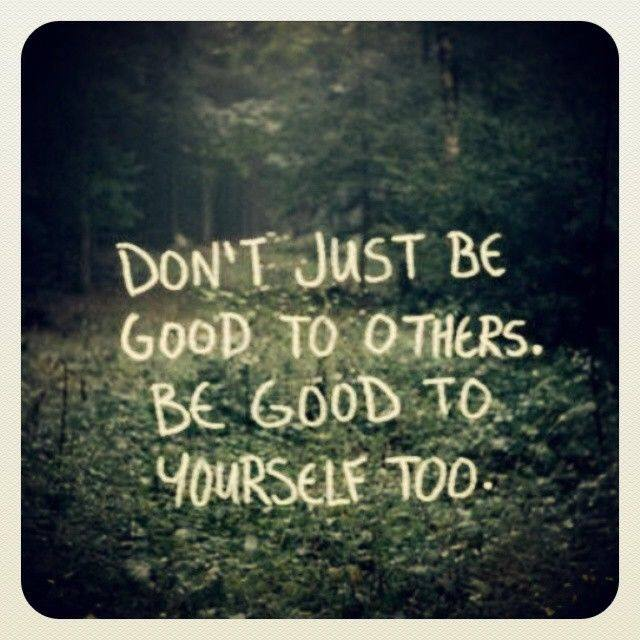 DON'T JUST BE
GOOD TO OTHERS.
BE GOOD TO
YOURSELF TOO.